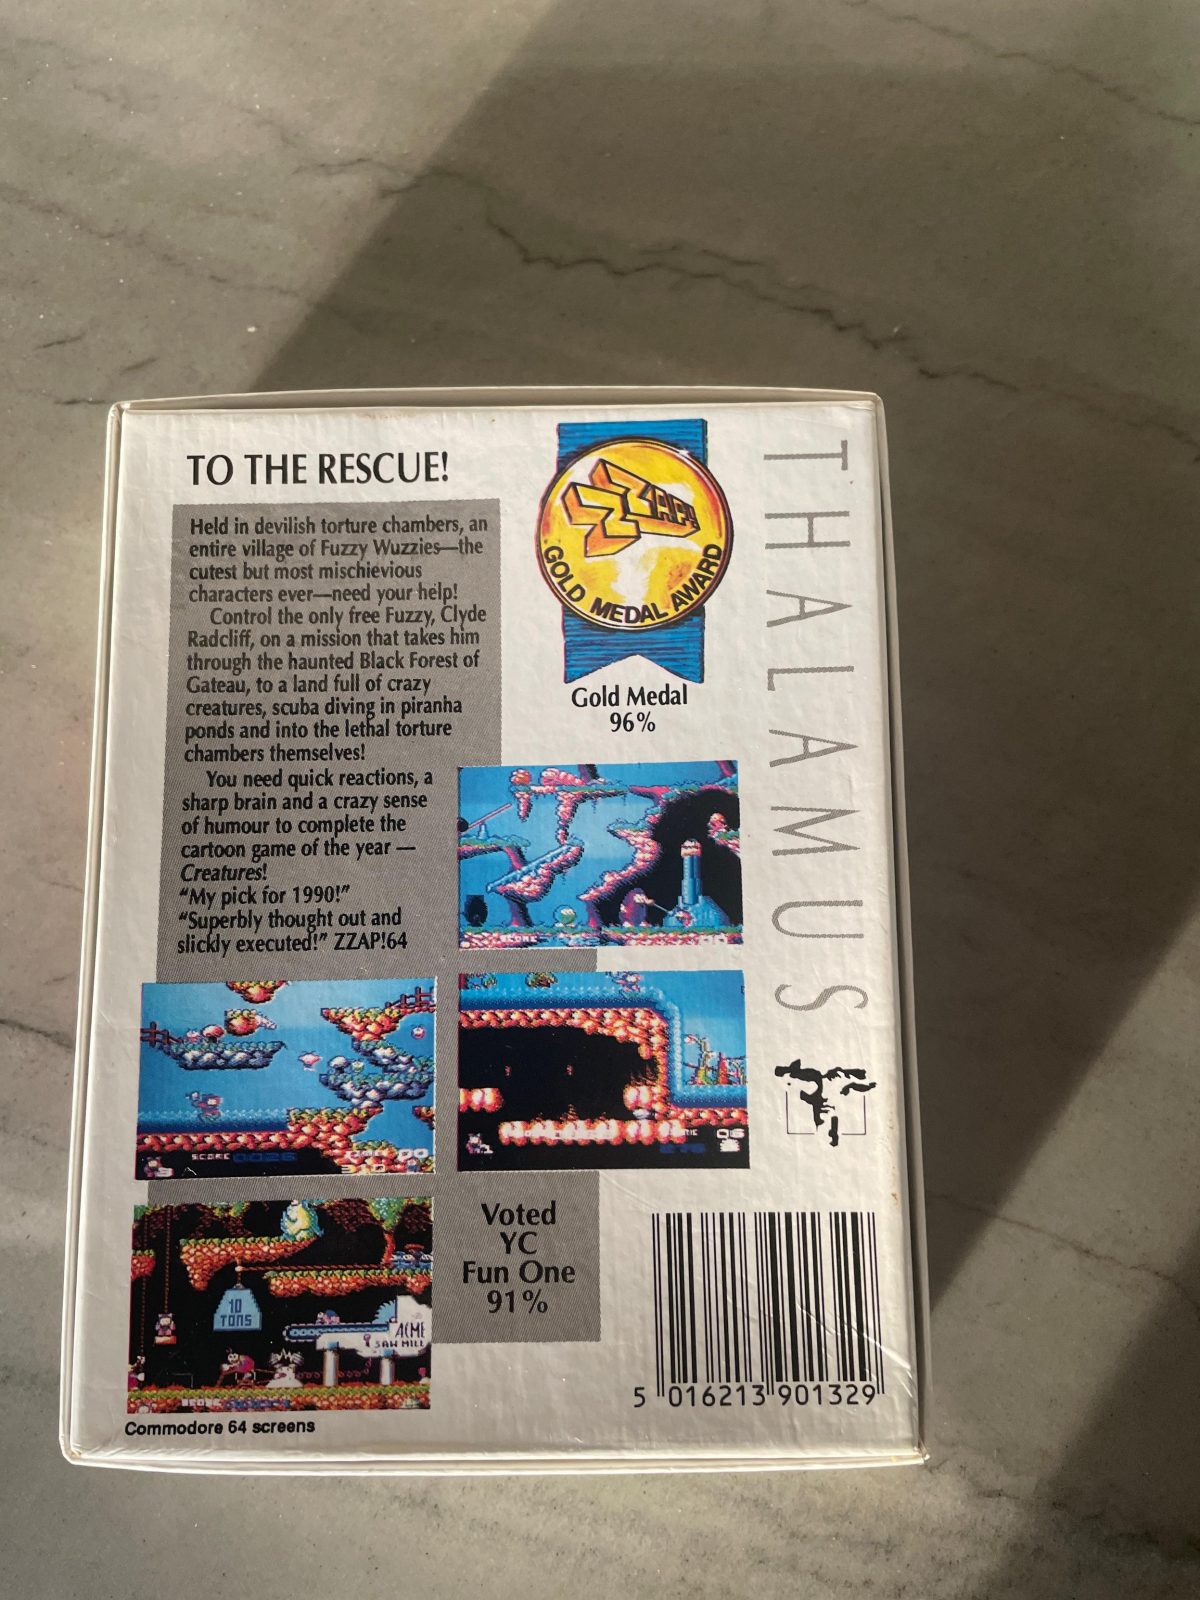 TO THE RESCUE!
Held in devilish torture chambers, an
entire village of Fuzzy Wuzzies—the
cutest but most mischievious
characters ever—need your help!
Control the only free Fuzzy, Clyde
Radcliff, on a mission that takes him
through the haunted Black Forest of
Gateau, to a land full of crazy
creatures, scuba diving in piranha
ponds and into the lethal torture
chambers themselves!
You need quick reactions, a
sharp brain and a crazy sense
of humour to complete the
cartoon game of the year —
Creatures!
“My pick for 1990!”
“Superbly thought out and
slickly executed!” ZZAP!64
ZZAP!
GOLD MEDAL AWARD
Gold Medal
96%
THALAMUS
SCORE
SCORE
10
TONS
ACME
SAW MILL
Voted
YC
Fun One
91%
Commodore 64 screens
5 016213 901329